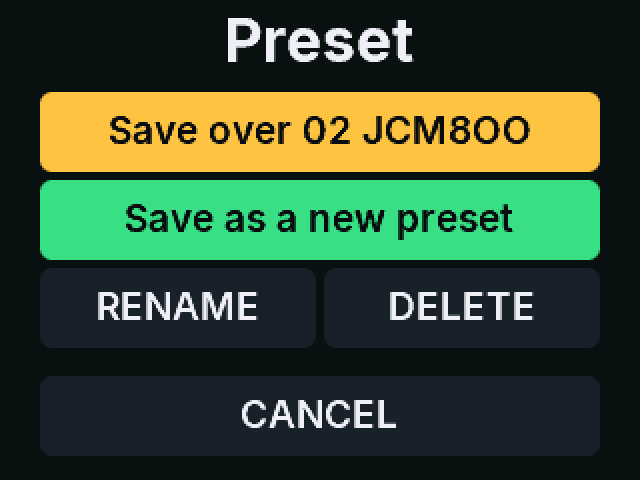 Preset
Save over 02 JCM8OO
Save as a new preset
RENAME DELETE
CANCEL